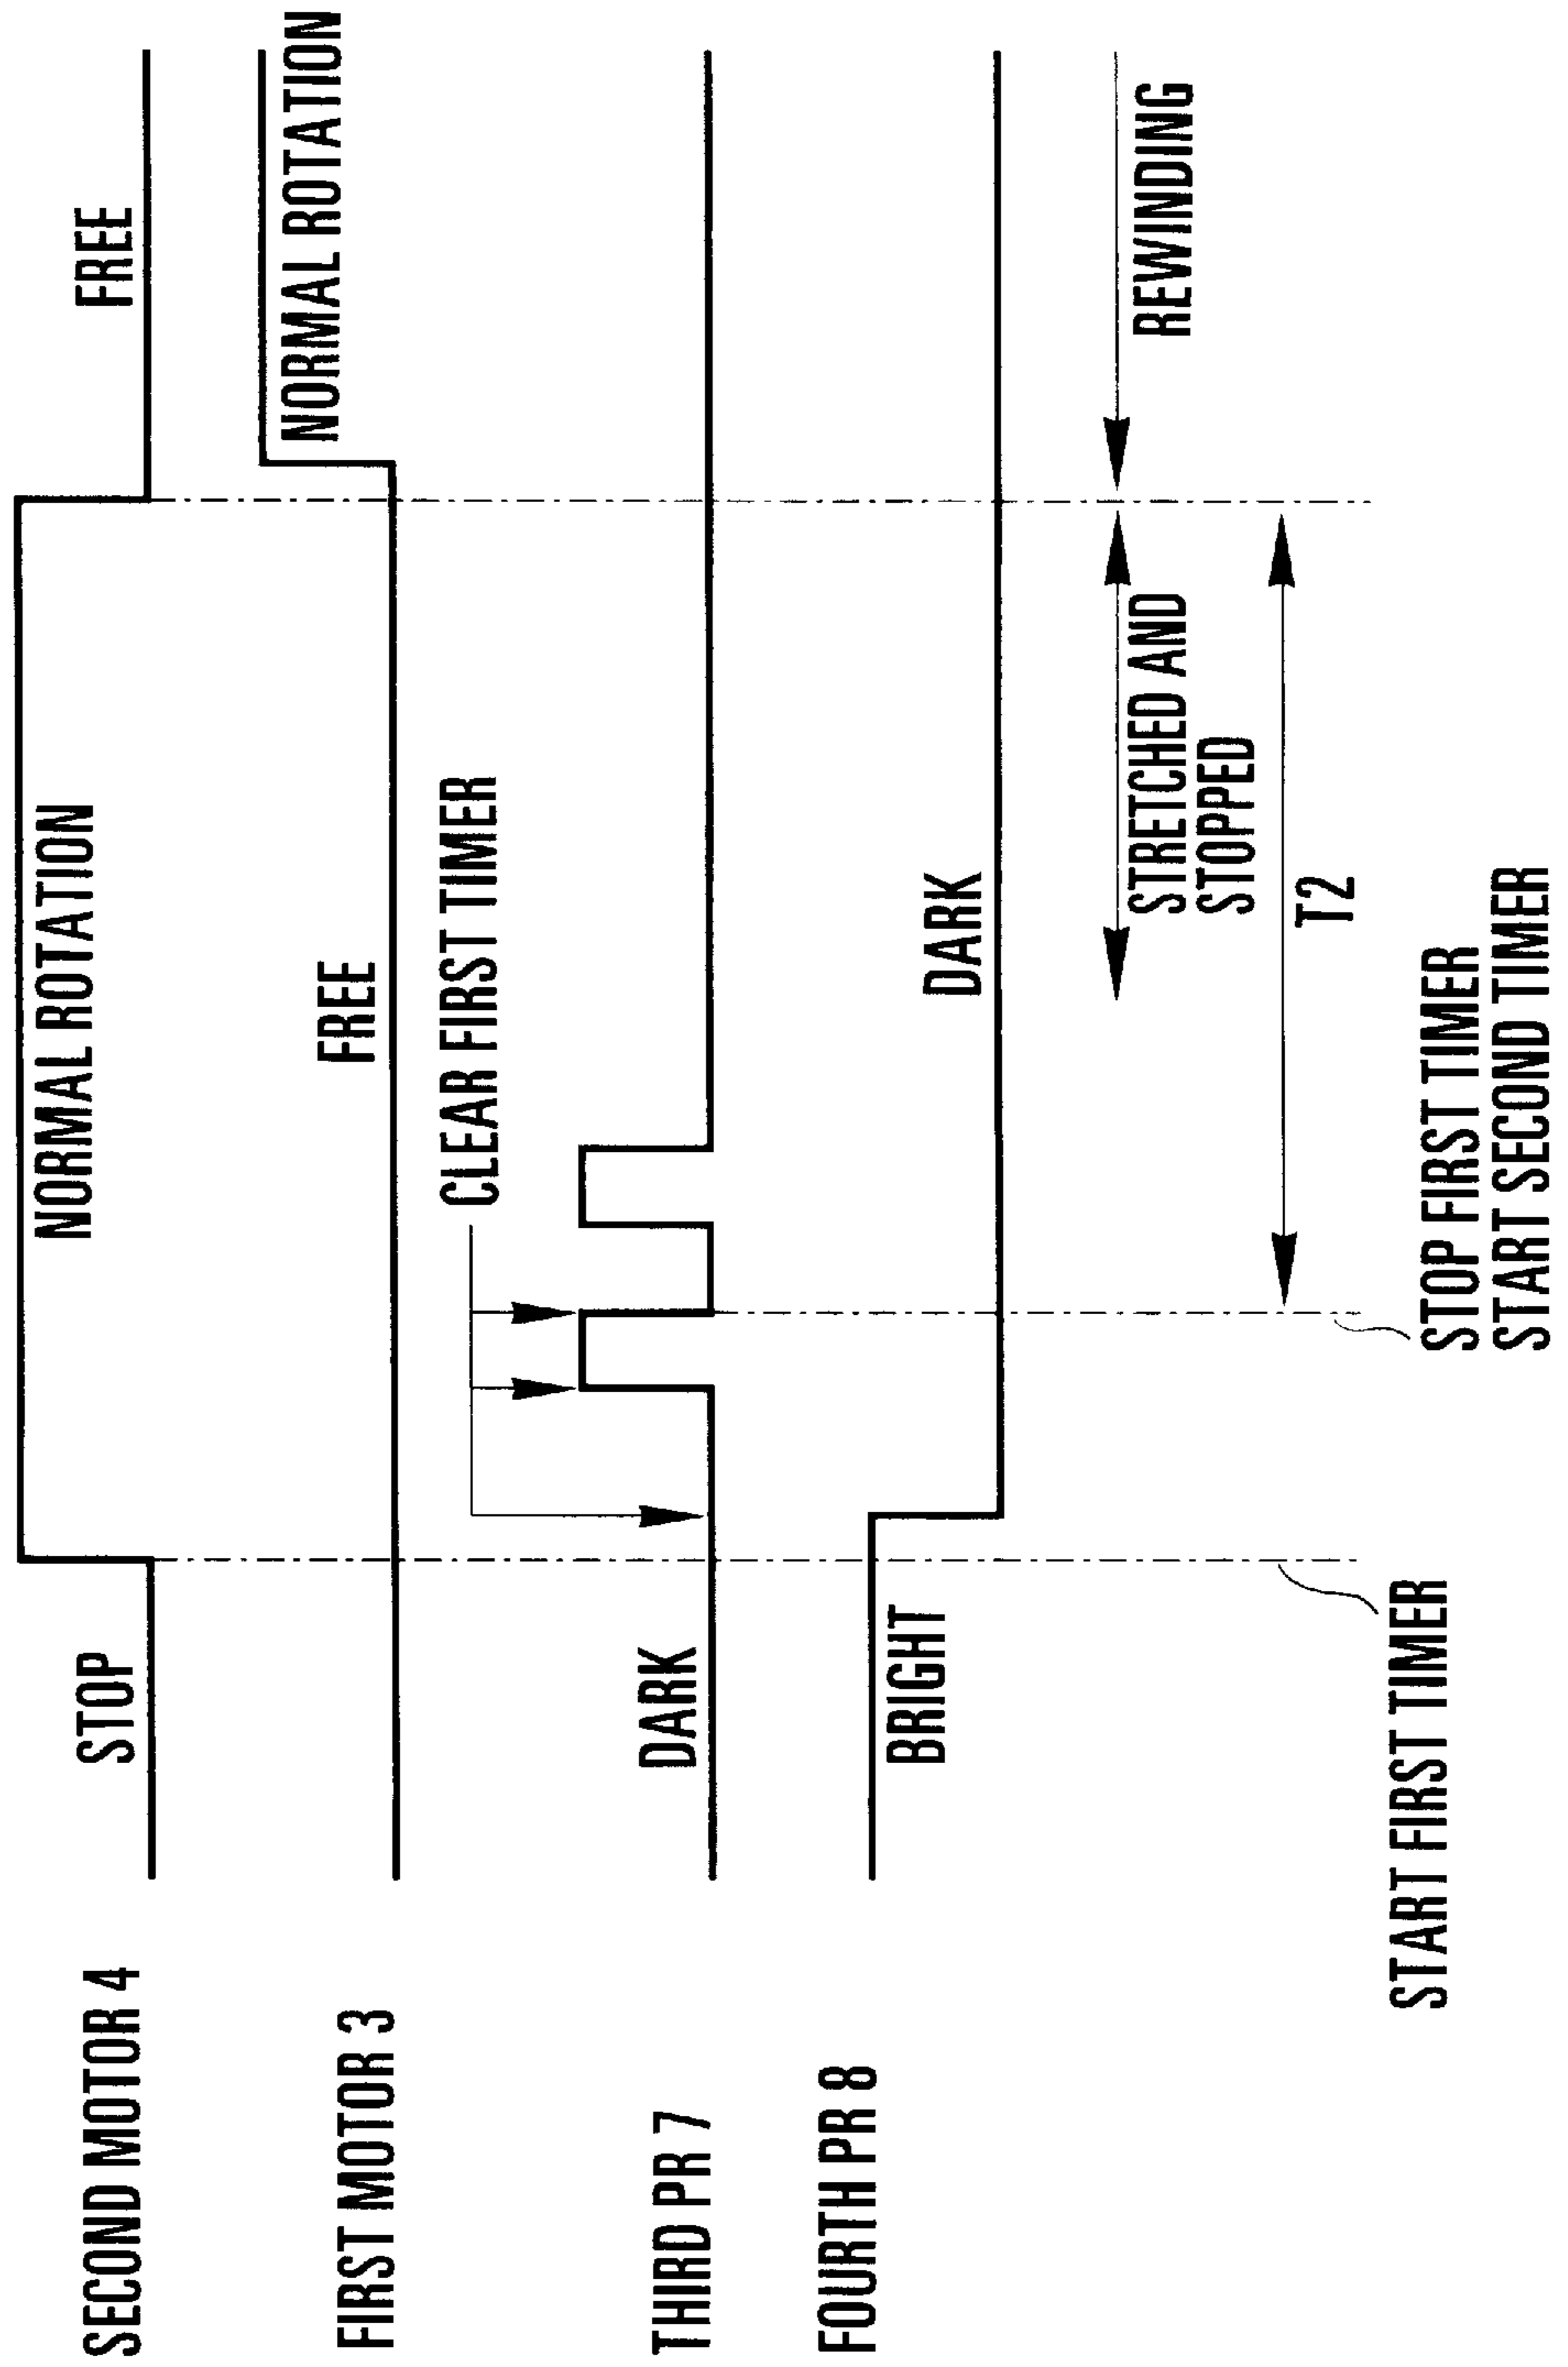 SECOND MOTOR 4
STOP
NORMAL ROTATION
FREE
FIRST MOTOR 3
FREE
NORMAL ROTATION
CLEAR FIRST TIMER
THIRD PR 7
DARK
FOURTH PR 8
BRIGHT
DARK
STRETCHED AND
STOPPED
REWINDING
T2
START FIRST TIMER
STOP FIRST TIMER
START SECOND TIMER